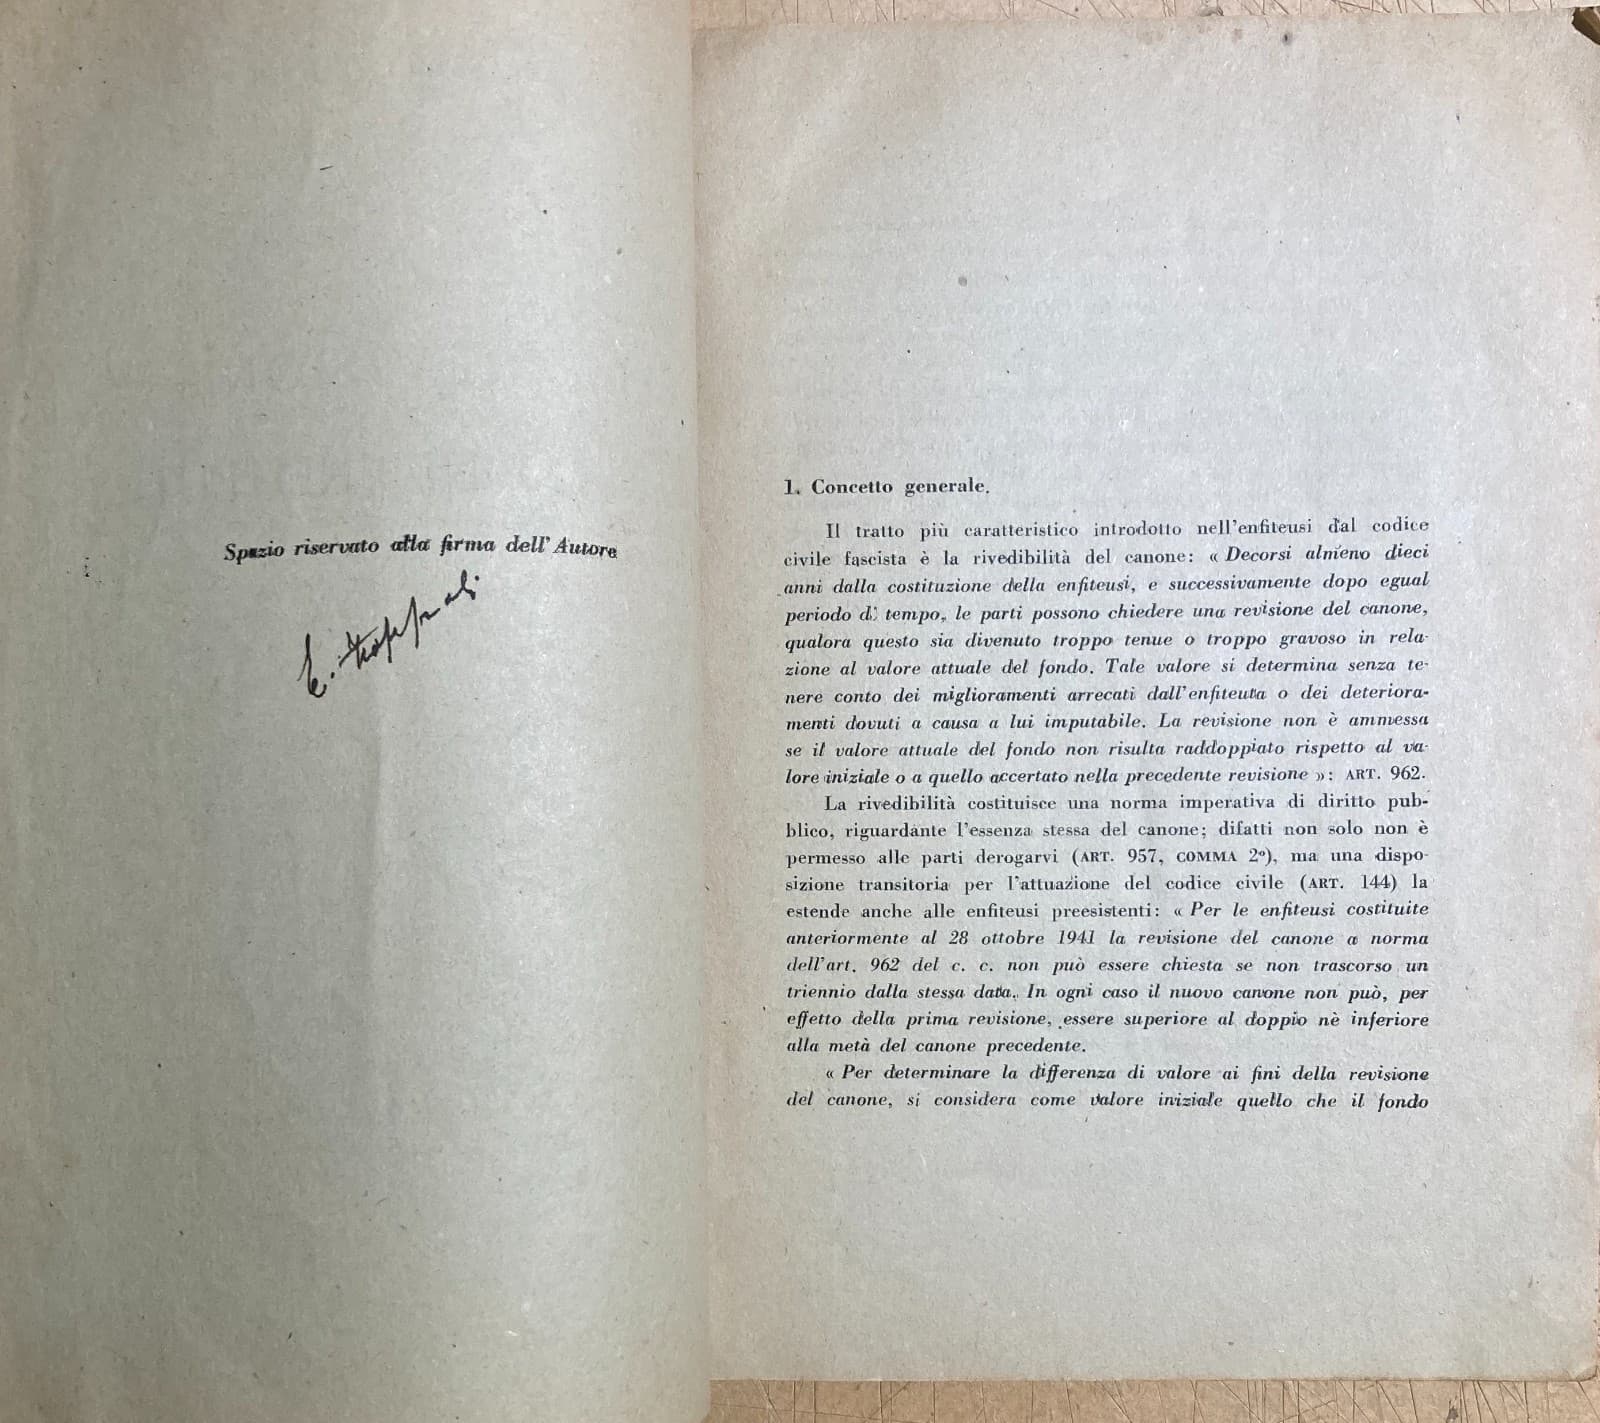 Spazio riservato alla firma dell'Autore
E.
1. Concetto generale.
Il tratto più caratteristico introdotto nell'enfiteusi dal codice
civile fascista è la rivedibilità del canone: « Decorsi almeno dieci
anni dalla costituzione della enfiteusi, e successivamente dopo egual
periodo di tempo, le parti possono chiedere una revisione del canone,
qualora questo sia divenuto troppo tenue o troppo gravoso in rela-
zione al valore attuale del fondo. Tale valore si determina senza te-
nere conto dei miglioramenti arrecati dall'enfiteuta o dei deteriora-
menti dovuti a causa a lui imputabile. La revisione non è ammessa
se il valore attuale del fondo non risulta raddoppiato rispetto al va-
lore iniziale o a quello accertato nella precedente revisione »: ART. 962.
La rivedibilità costituisce una norma imperativa di diritto pub-
blico, riguardante l'essenza stessa del canone; difatti non solo non è
permesso alle parti derogarvi (ART. 957, COMMA 2º), ma una dispo-
sizione transitoria per l'attuazione del codice civile (ART. 144) la
estende anche alle enfiteusi preesistenti: « Per le enfiteusi costituite
anteriormente al 28 ottobre 1941 la revisione del canone a norma
dell'art. 962 del c. c. non può essere chiesta se non trascorso un
triennio dalla stessa data. In ogni caso il nuovo canone non può, per
effetto della prima revisione, essere superiore al doppio nè inferiore
alla metà del canone precedente.
« Per determinare la differenza di valore ai fini della revisione
del canone, si considera come valore iniziale quello che il fondo